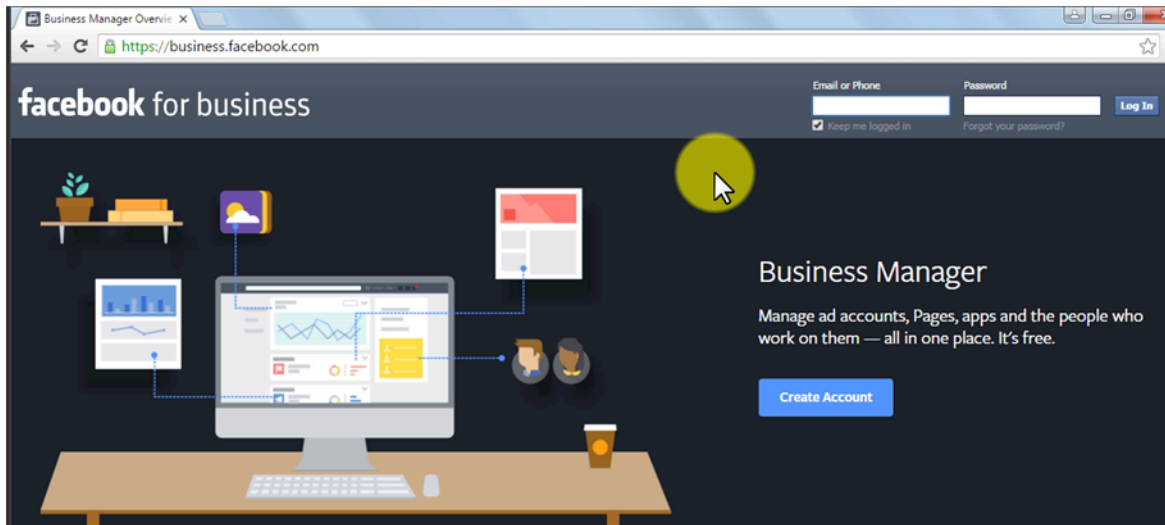 Business Manager Overvie
https://business.facebook.com
facebook for business
Email or Phone
Password
Log In
Keep me logged in
Forgot your password?
Business Manager
Manage ad accounts, Pages, apps and the people who
work on them — all in one place. It's free.
Create Account